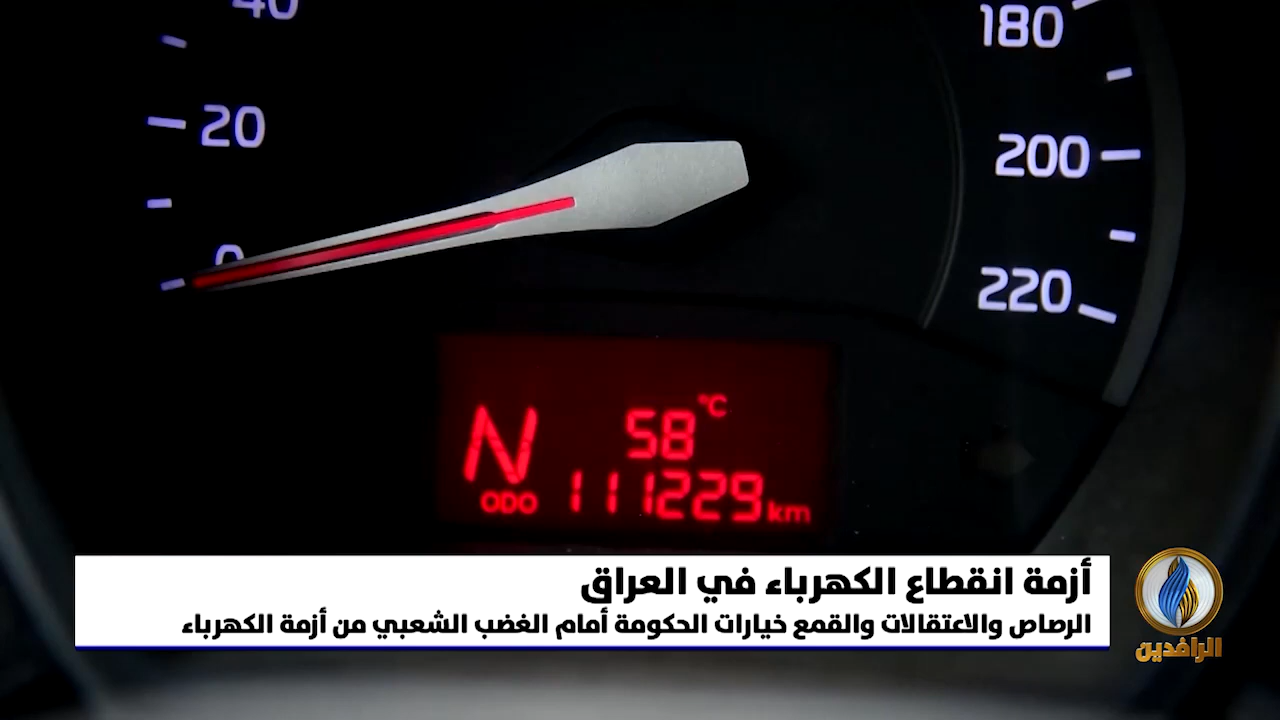 40
20
0
180
200
220
N
58 °C
ODO 111229 km
أزمة انقطاع الكهرباء في العراق
الرصاص والاعتقالات والقمع خيارات الحكومة أمام الغضب الشعبي من أزمة الكهرباء
الرافدين